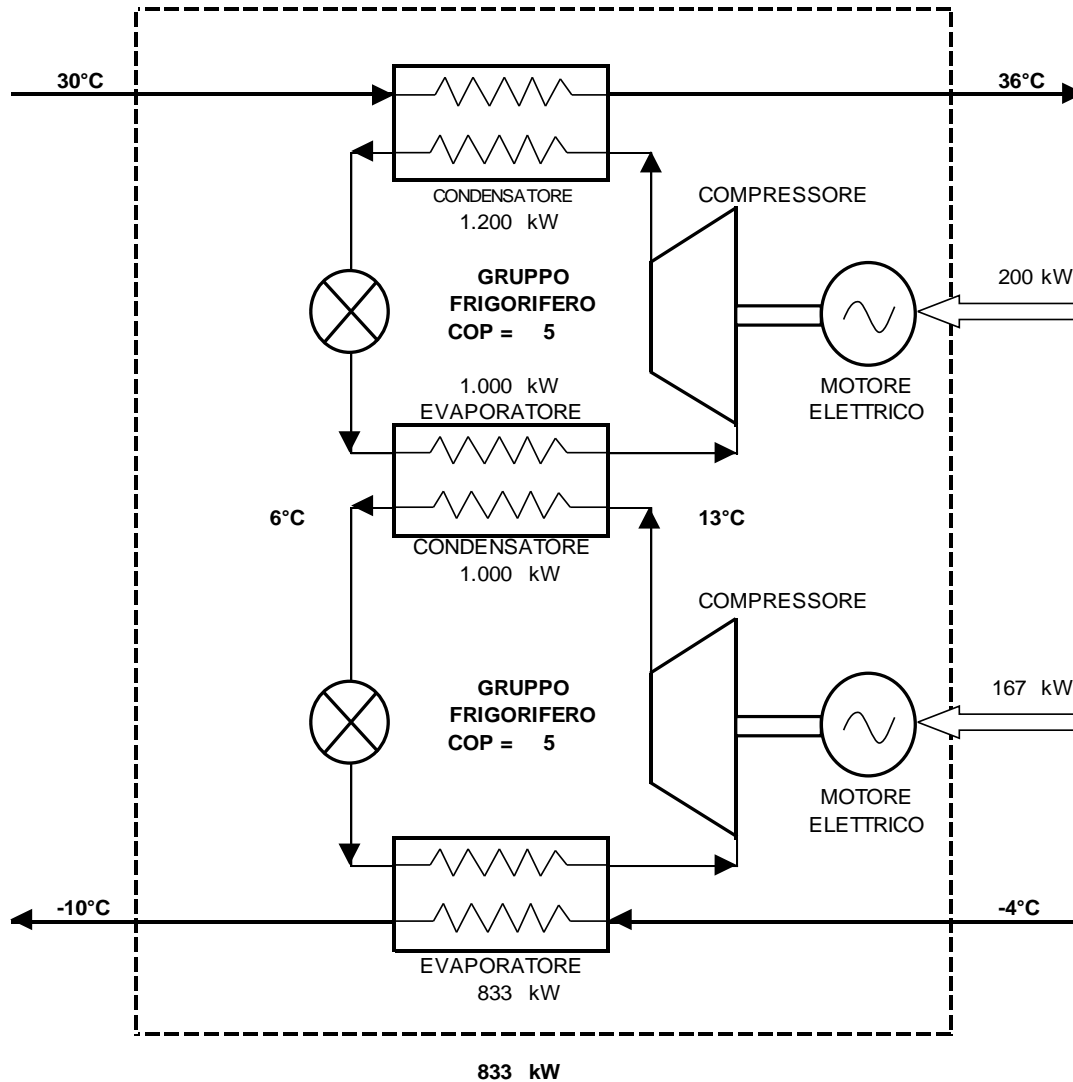 30°C
36°C
CONDENSATORE
1.200 kW
COMPRESSORE
GRUPPO
FRIGORIFERO
COP = 5
200 kW
1.000 kW
EVAPORATORE
MOTORE
ELETTRICO
6°C
13°C
CONDENSATORE
1.000 kW
COMPRESSORE
GRUPPO
FRIGORIFERO
COP = 5
167 kW
MOTORE
ELETTRICO
-10°C
-4°C
EVAPORATORE
833 kW
833 kW